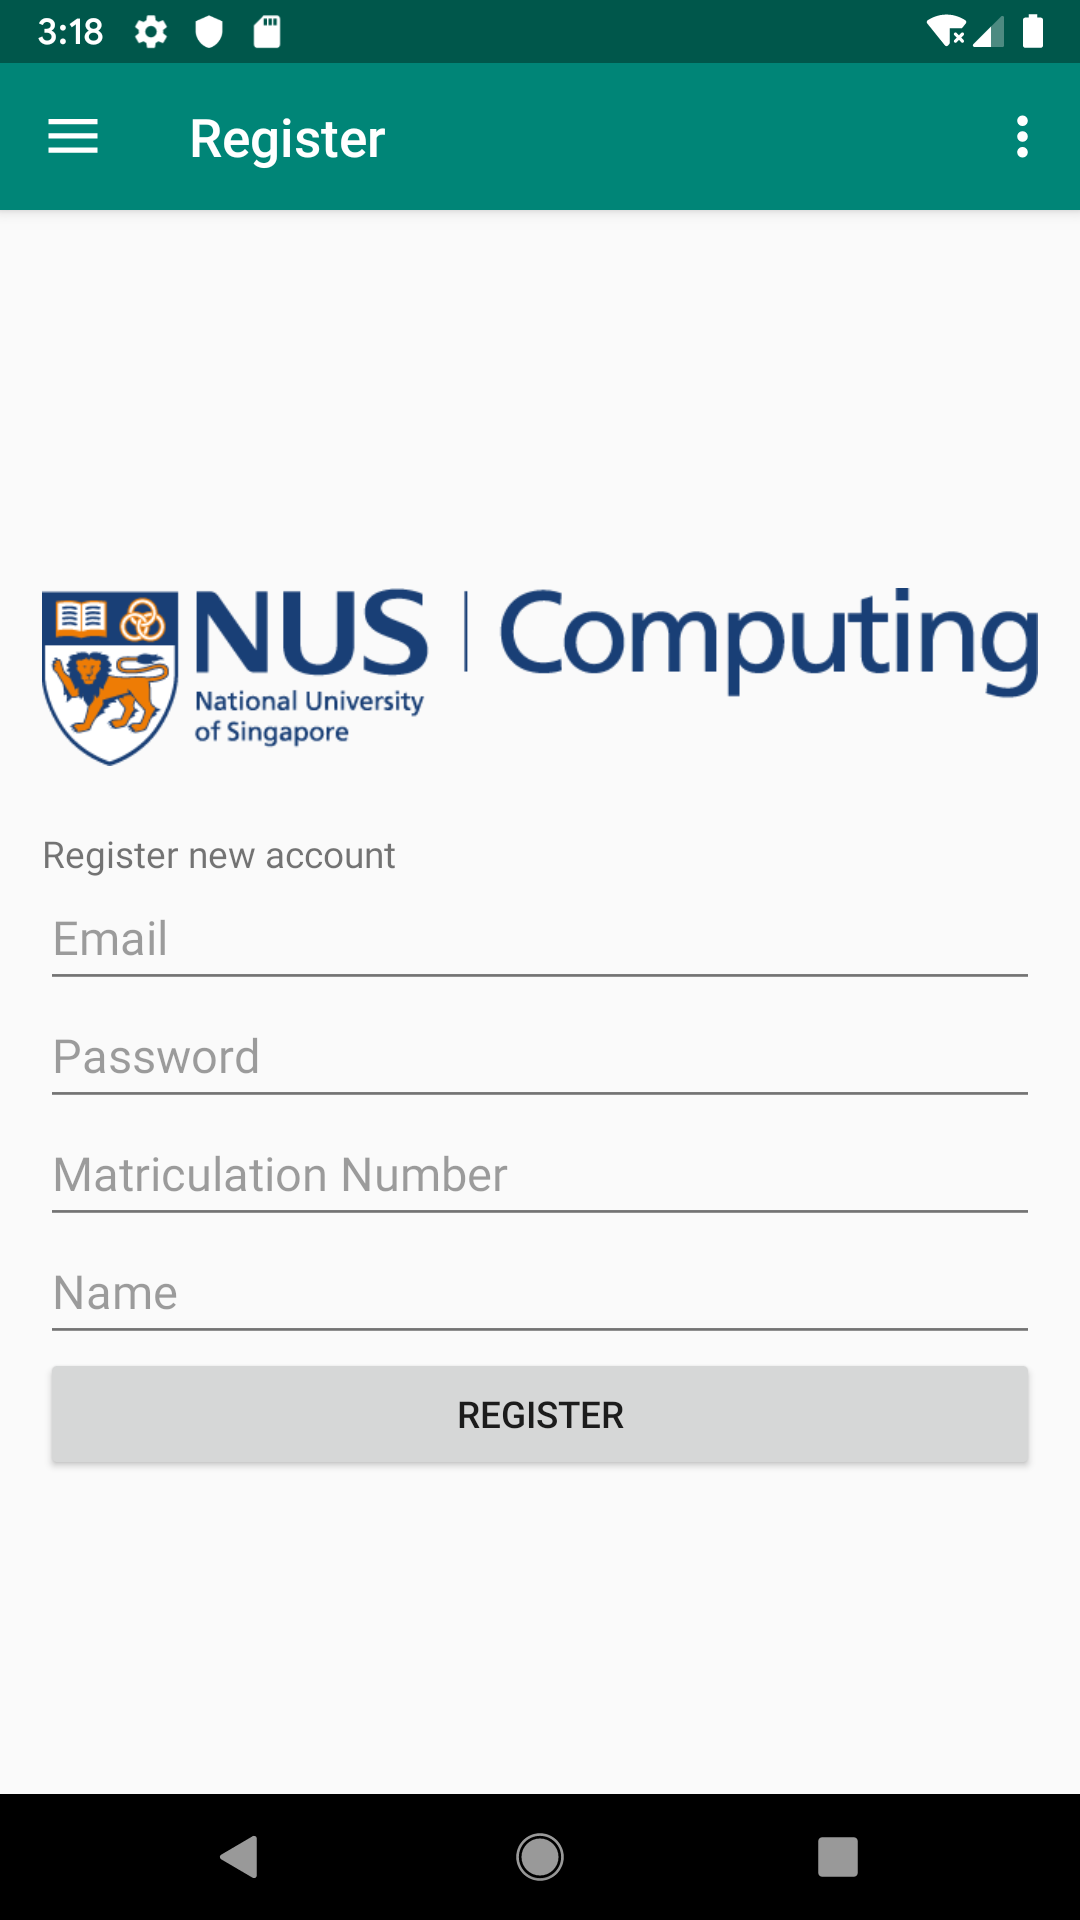 3:18
Register
NUS | Computing
National University
of Singapore
Register new account
Email
Password
Matriculation Number
Name
REGISTER